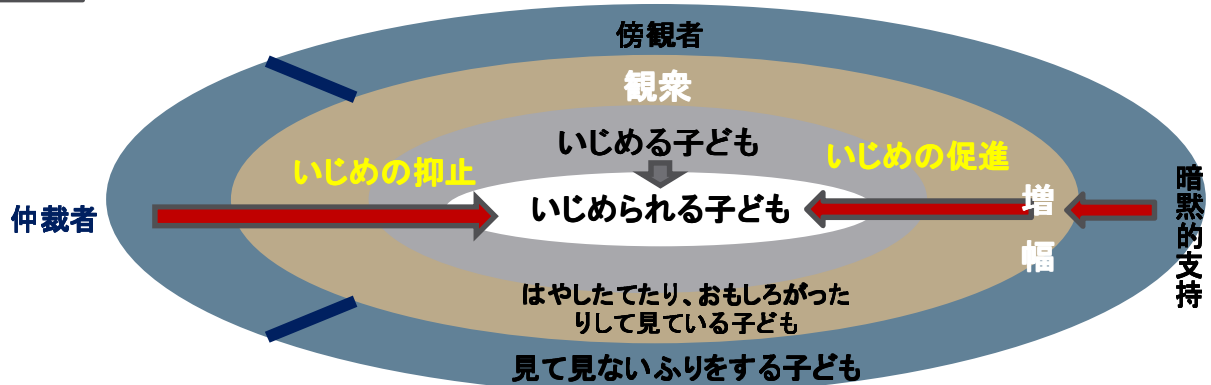 傍観者
観衆
いじめる子ども
いじめの抑止
いじめの促進
いじめられる子ども
仲裁者
増幅
暗黙的支持
はやしたてたり、おもしろがった
りして見ている子ども
見て見ないふりをする子ども